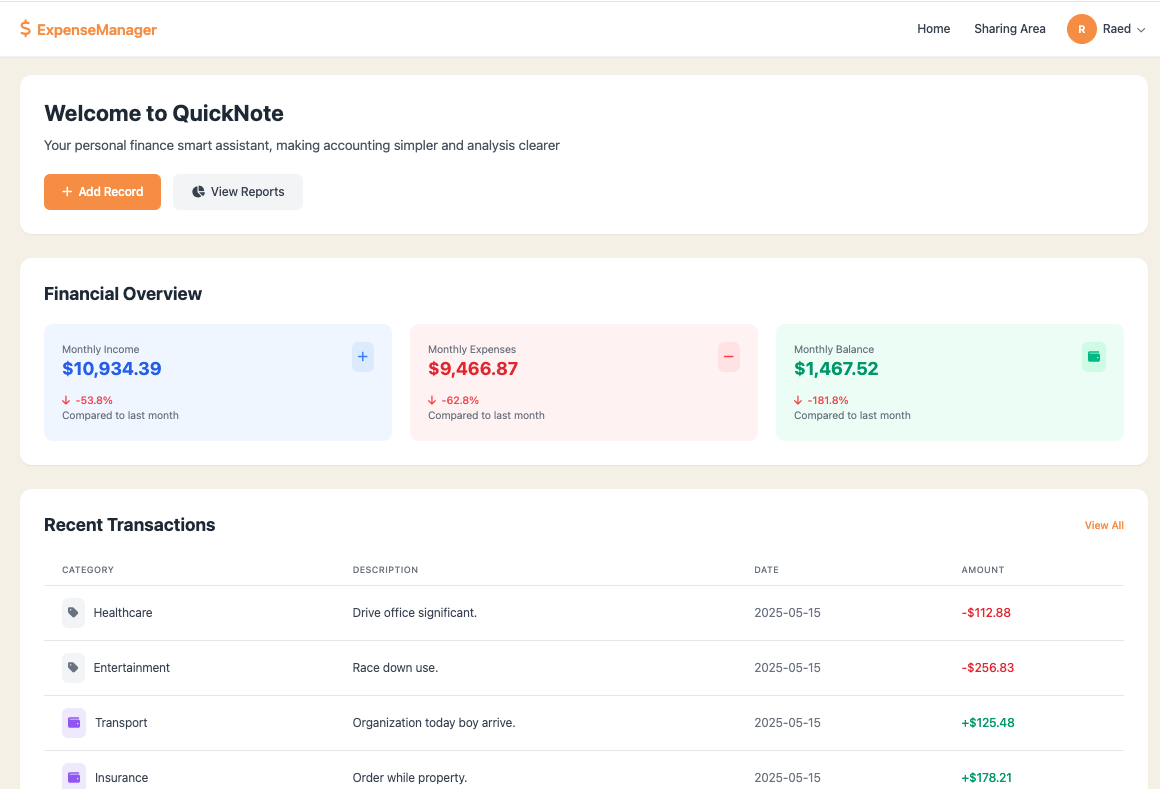 $ ExpenseManager
Home Sharing Area R Raed
Welcome to QuickNote
Your personal finance smart assistant, making accounting simpler and analysis clearer
+ Add Record View Reports
Financial Overview
Monthly Income
$10,934.39
+
↓ -53.8%
Compared to last month
Monthly Expenses
$9,466.87
−
↓ -62.8%
Compared to last month
Monthly Balance
$1,467.52
↓ -181.8%
Compared to last month
Recent Transactions
View All
CATEGORY DESCRIPTION DATE AMOUNT
Healthcare Drive office significant. 2025-05-15 -$112.88
Entertainment Race down use. 2025-05-15 -$256.83
Transport Organization today boy arrive. 2025-05-15 +$125.48
Insurance Order while property. 2025-05-15 +$178.21